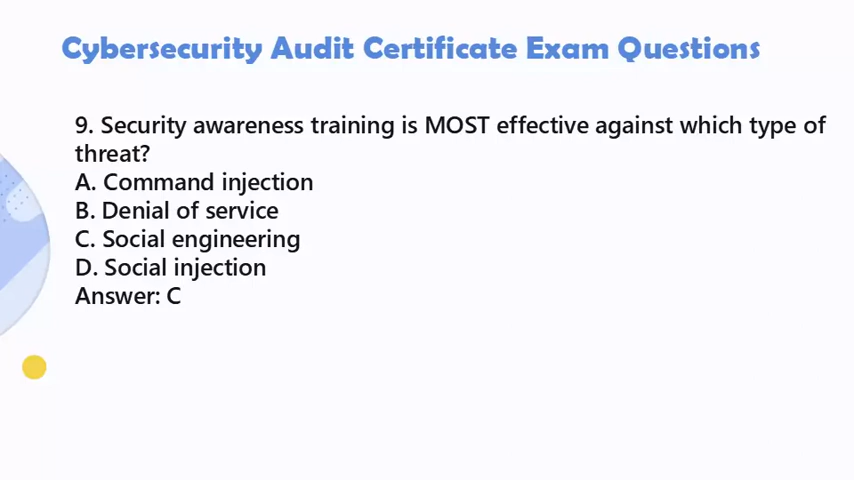 Cybersecurity Audit Certificate Exam Questions
9. Security awareness training is MOST effective against which type of
threat?
A. Command injection
B. Denial of service
C. Social engineering
D. Social injection
Answer: C